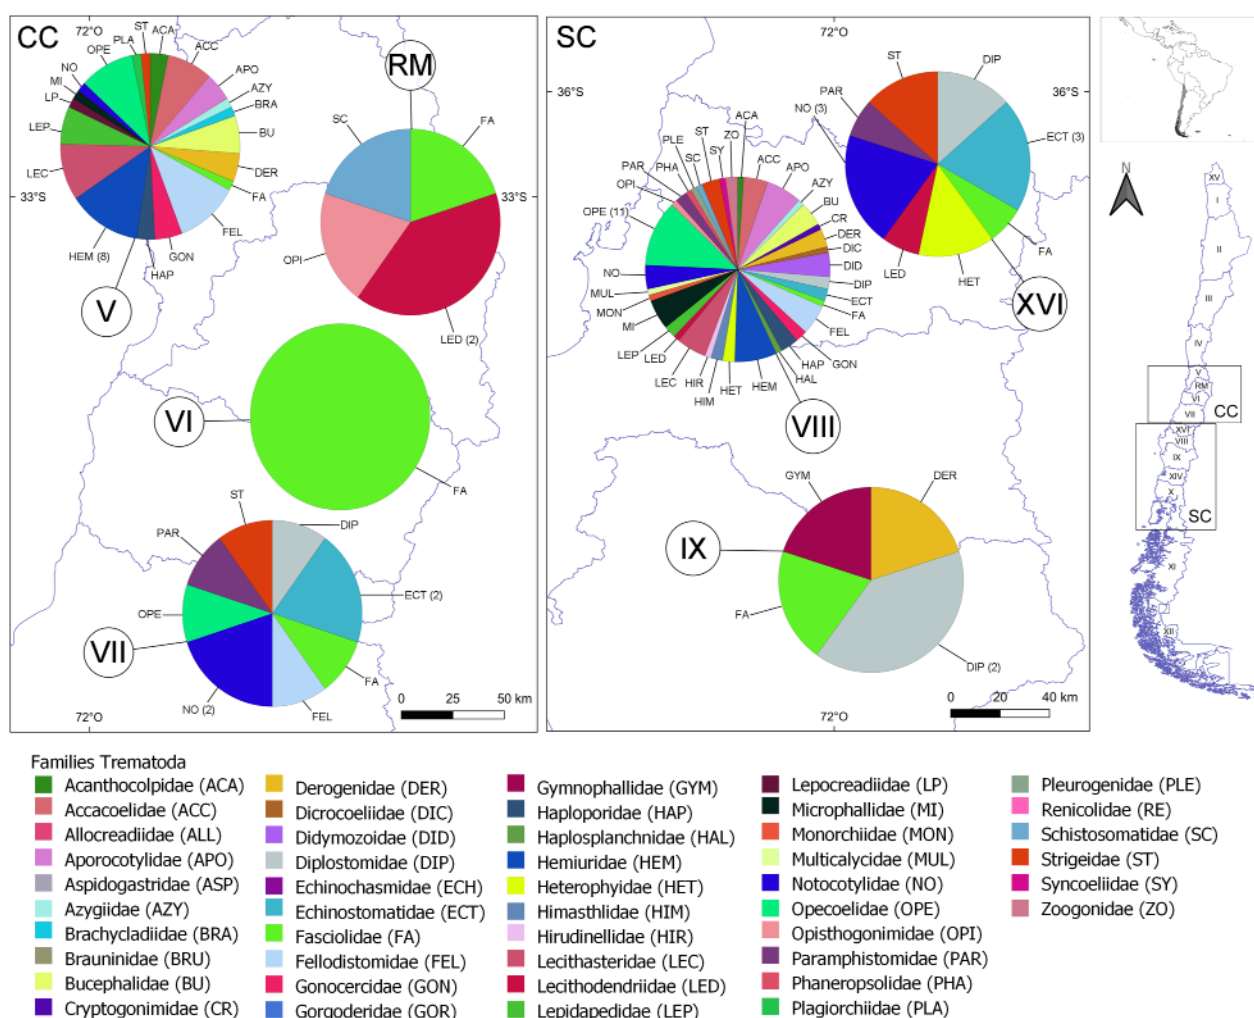 CC
72°O
ST
ACA
PLA
ACC
OPE
APO
NO
AZY
MI
BRA
LP
BU
LEP
DER
LEC
FA
33°S
FEL
HEM (8)
GON
HAP
V
RM
SC
FA
OPI
LED (2)
33°S
VI
FA
ST
DIP
PAR
ECT (2)
OPE
VII
FA
NO (2)
FEL
0 50 km
72°O
SC
72°O
36°S
ST
DIP
PAR
NO (3)
ECT (3)
FA
LED
HET
XVI
36°S
ZO
ACA
ST
SY
ACC
SC
APO
PLE
AZY
PHA
BU
PAR
CR
OPI
DER
OPE (11)
DIC
DID
NO
DIP
MUL
ECT
MON
FA
MI
FEL
LEP
GON
LED
HAP
LEC
HAL
HIR
HEM
HIM
HET
VIII
GYM
DER
IX
FA
DIP (2)
0 20 40 km
72°O
N
XV
I
II
III
IV
V
RM
VI
VII
CC
XVI
VIII
IX
XIV
X
SC
XI
XII
Families Trematoda
Acanthocolpidae (ACA)
Accacoelidae (ACC)
Allocreadiidae (ALL)
Aporocotylidae (APO)
Aspidogastridae (ASP)
Azygiidae (AZY)
Brachycladiidae (BRA)
Brauninidae (BRU)
Bucephalidae (BU)
Cryptogonimidae (CR)
Derogenidae (DER)
Dicrocoeliidae (DIC)
Didymozoidae (DID)
Diplostomidae (DIP)
Echinochasmidae (ECH)
Echinostomatidae (ECT)
Fasciolidae (FA)
Fellodistomidae (FEL)
Gonocercidae (GON)
Gorgoderidae (GOR)
Gymnophallidae (GYM)
Haploporidae (HAP)
Haplosplanchnidae (HAL)
Hemiuridae (HEM)
Heterophyidae (HET)
Himasthlidae (HIM)
Hirudinellidae (HIR)
Lecithasteridae (LEC)
Lecithodendriidae (LED)
Lepidapedidae (LEP)
Lepocreadiidae (LP)
Microphallidae (MI)
Monorchiidae (MON)
Multicalycidae (MUL)
Notocotylidae (NO)
Opecoelidae (OPE)
Opisthogonimidae (OPI)
Paramphistomidae (PAR)
Phaneropsolidae (PHA)
Plagiorchiidae (PLA)
Pleurogenidae (PLE)
Renicolidae (RE)
Schistosomatidae (SC)
Strigeidae (ST)
Syncoeliidae (SY)
Zoogonidae (ZO)